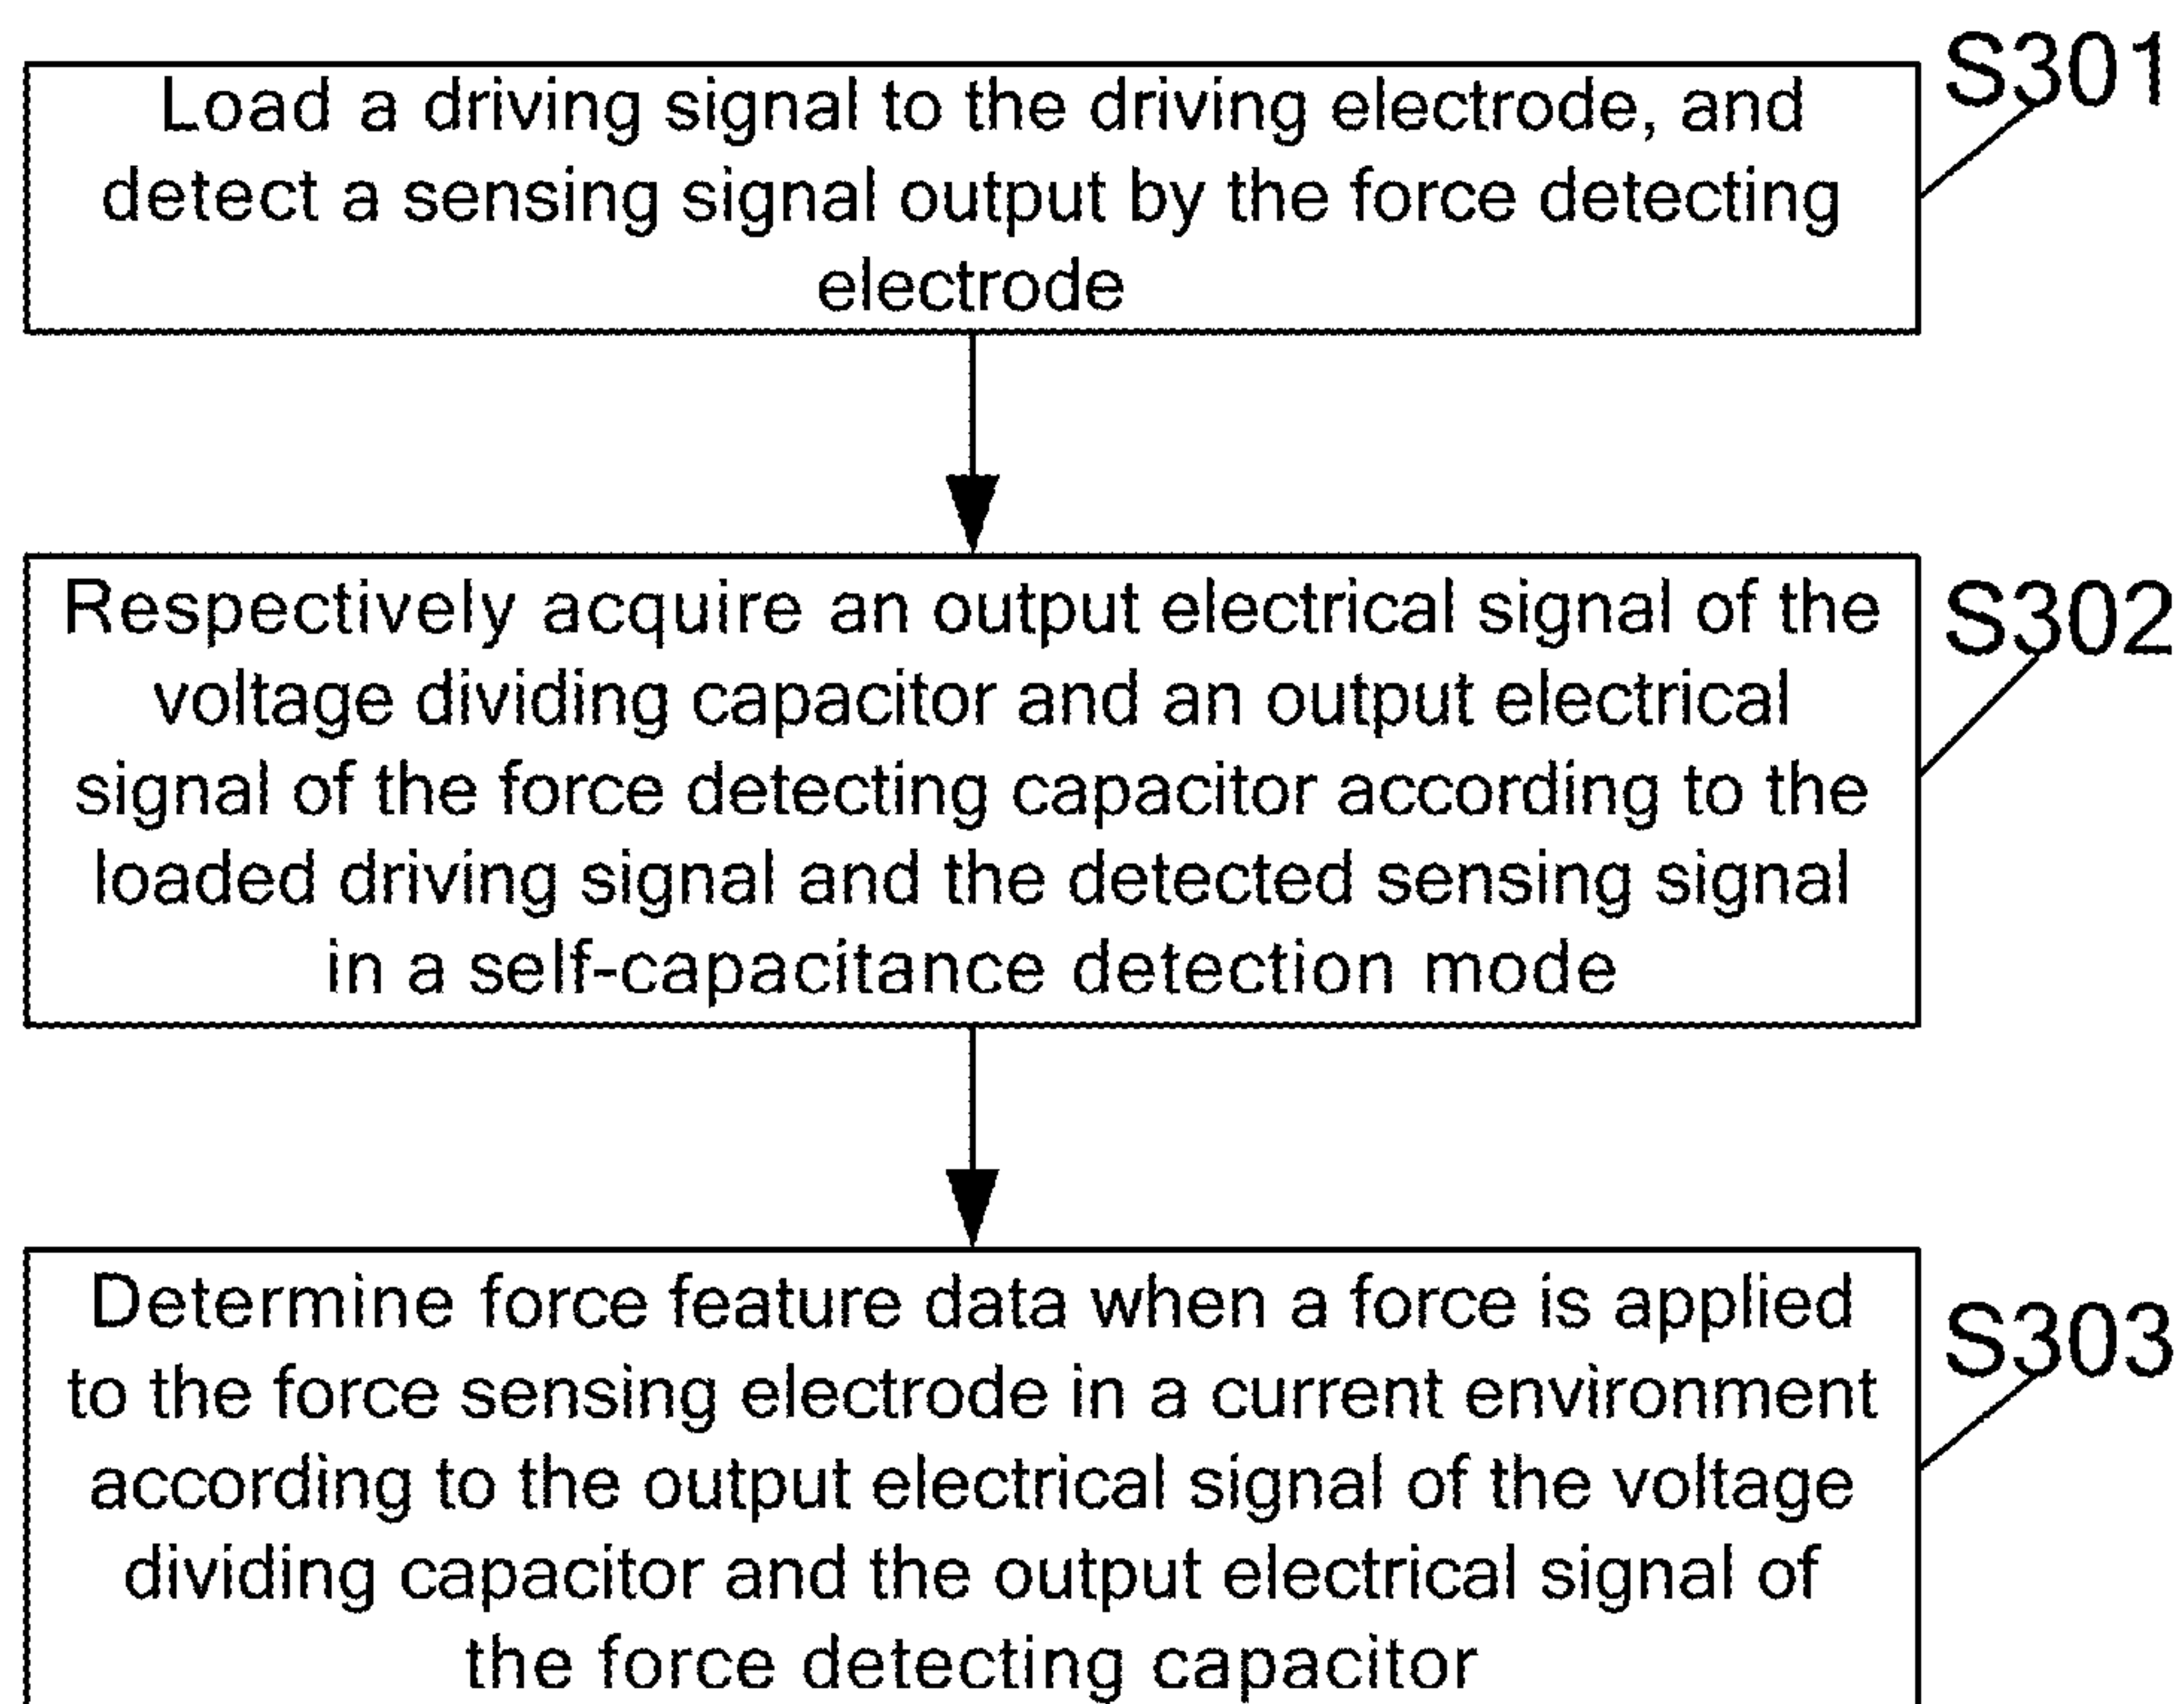 S301
Load a driving signal to the driving electrode, and
detect a sensing signal output by the force detecting
electrode
S302
Respectively acquire an output electrical signal of the
voltage dividing capacitor and an output electrical
signal of the force detecting capacitor according to the
loaded driving signal and the detected sensing signal
in a self-capacitance detection mode
S303
Determine force feature data when a force is applied
to the force sensing electrode in a current environment
according to the output electrical signal of the voltage
dividing capacitor and the output electrical signal of
the force detecting capacitor